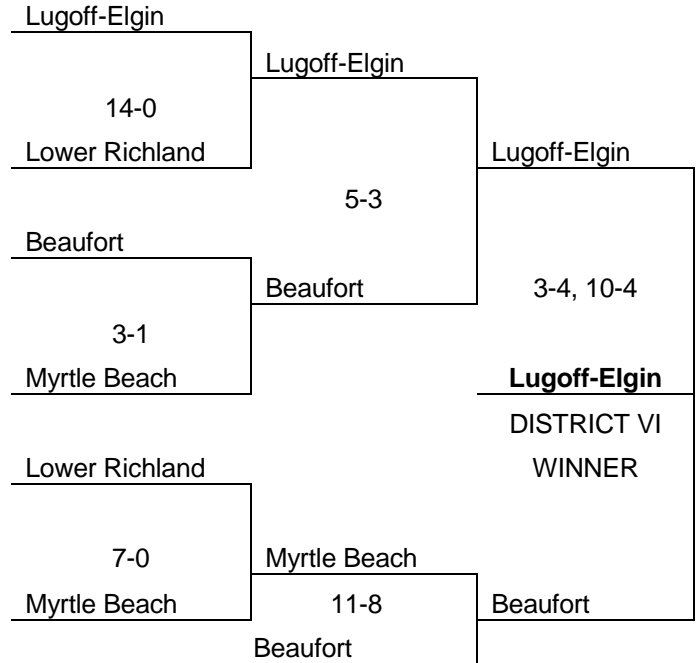 Lugoff-Elgin
Lugoff-Elgin
14-0
Lower Richland
Lugoff-Elgin
5-3
Beaufort
Beaufort
3-4, 10-4
3-1
Myrtle Beach
Lugoff-Elgin
DISTRICT VI
Lower Richland
WINNER
7-0
Myrtle Beach
Myrtle Beach
11-8
Beaufort
Beaufort